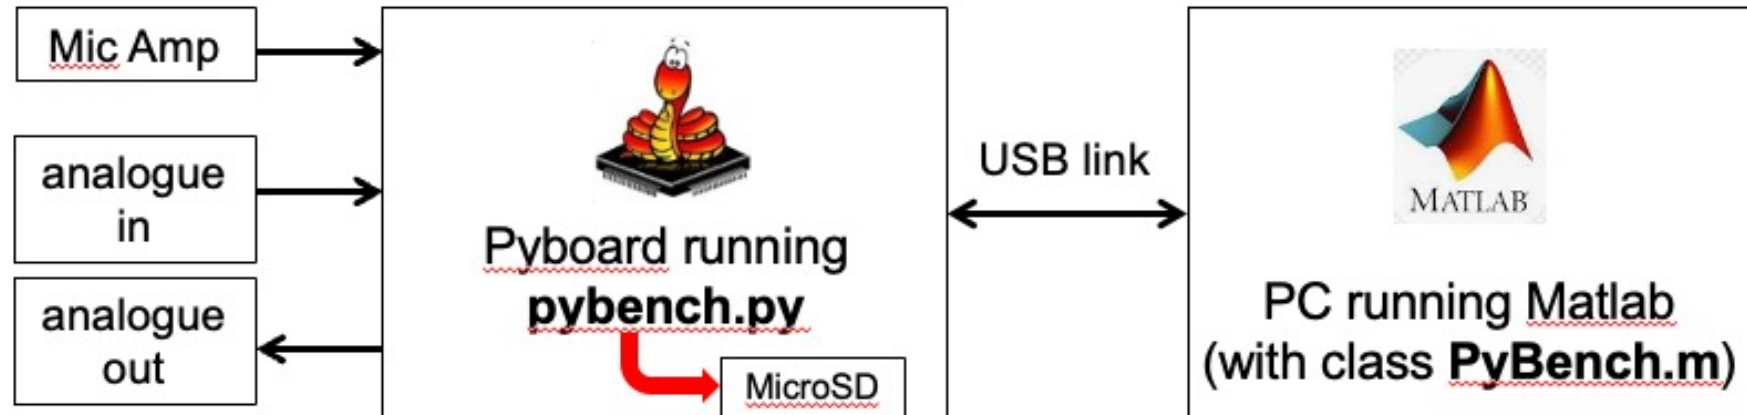 Mic Amp
analogue
in
analogue
out
Pyboard running
pybench.py
MicroSD
USB link
MATLAB
PC running Matlab
(with class PyBench.m)